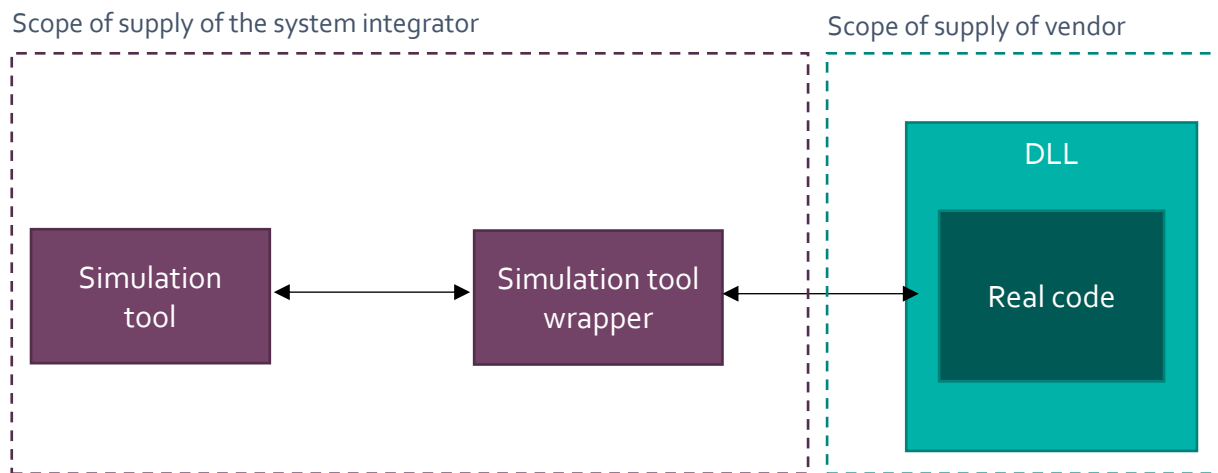 Scope of supply of the system integrator
Scope of supply of vendor
DLL
Simulation
tool
Simulation tool
wrapper
Real code